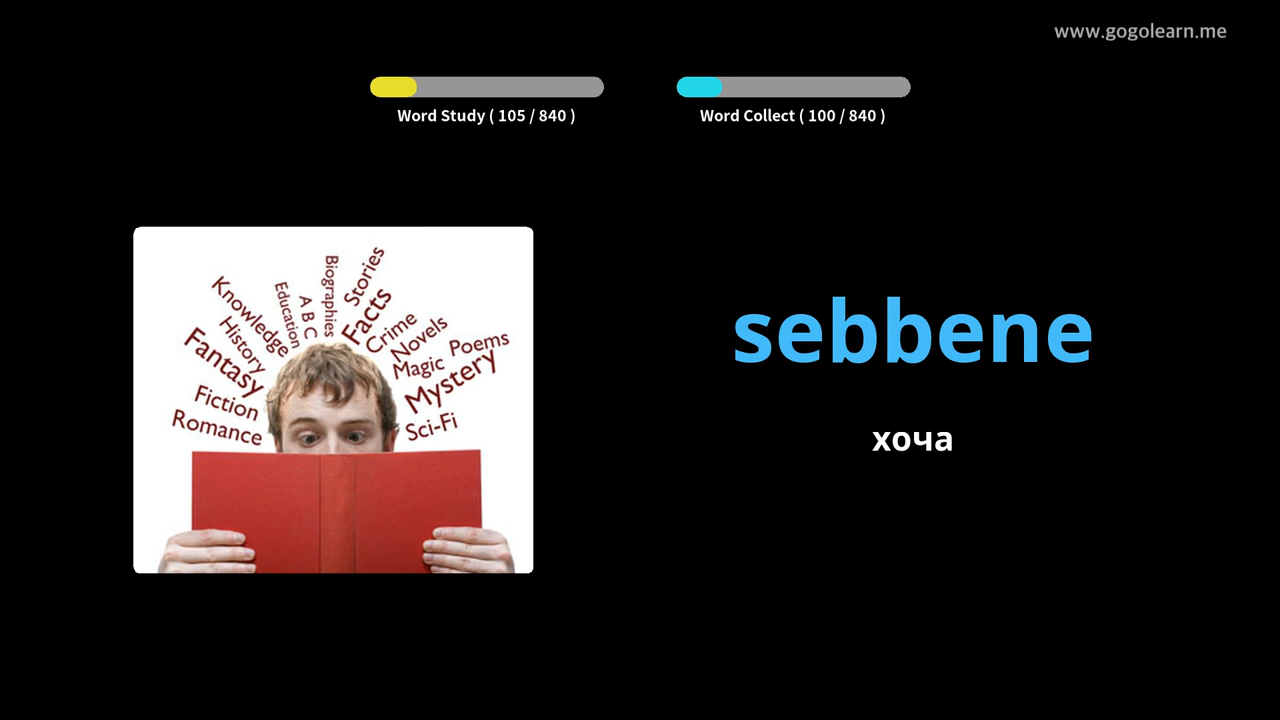 www.gogolearn.me
Word Study ( 105 / 840 )
Word Collect ( 100 / 840 )
Knowledge
History
Fantasy
Fiction
Romance
Education
A B C
Biographies
Stories
Facts
Crime
Novels
Magic
Poems
Mystery
Sci-Fi
sebbene
хоча